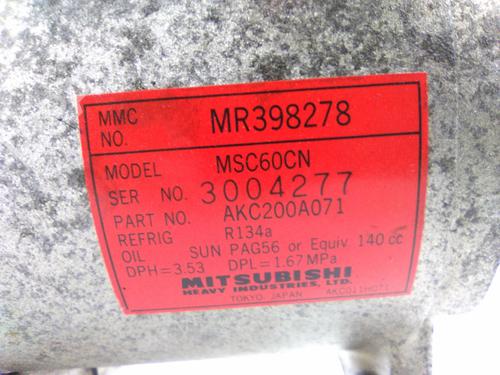 MMC NO. MR398278
MODEL MSC60CN
SER NO. 3004277
PART NO. AKC200A071
REFRIG R134a
OIL SUN PAG56 or Equiv 140 cc
DPH=3.53 DPL=1.67MPa
MITSUBISHI
HEAVY INDUSTRIES, LTD.
TOKYO JAPAN AKC011H071